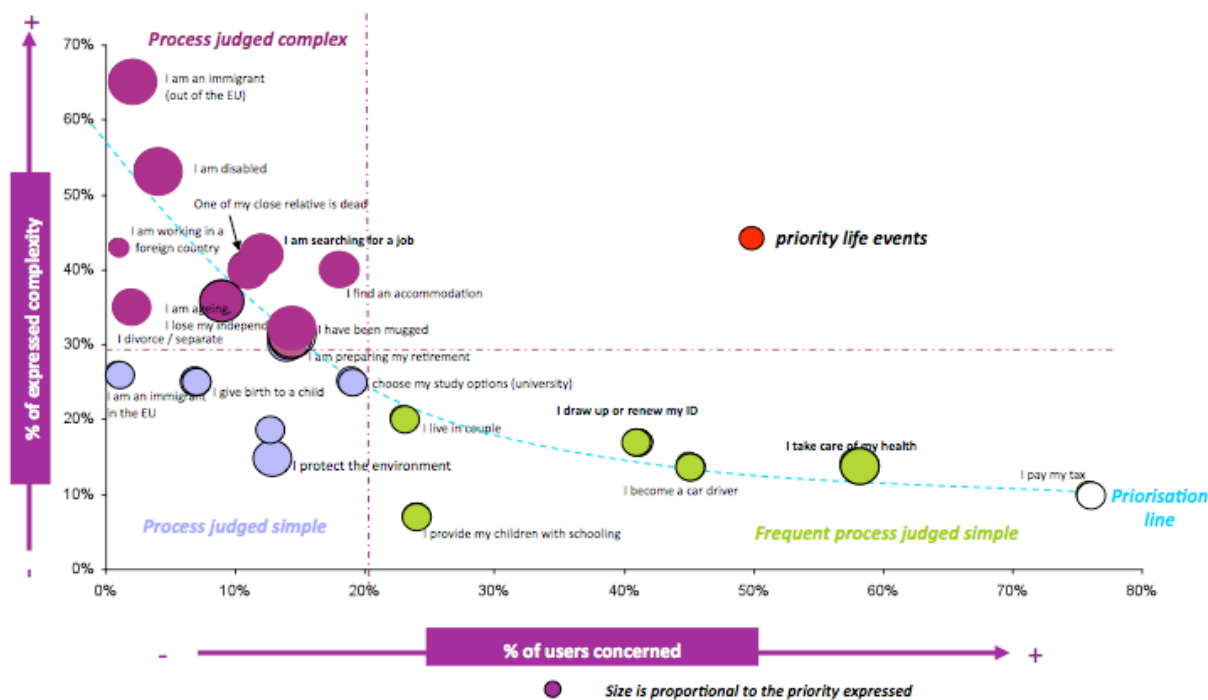 +
Process judged complex
70%
I am an immigrant
(out of the EU)
60%
I am disabled
50%
One of my close relative is dead
I am working in a
foreign country
I am searching for a job
priority life events
40%
I find an accommodation
I am ageing,
I lose my independ
I have been mugged
I divorce / separate
30%
I am preparing my retirement
I give birth to a child
choose my study options (university)
I am an immigrant
in the EU
20%
I live in couple
I draw up or renew my ID
I take care of my health
I protect the environment
I become a car driver
I pay my tax
10%
Priorisation
line
Process judged simple
I provide my children with schooling
Frequent process judged simple
0%
-
% of expressed complexity
0%
10%
20%
30%
40%
50%
60%
70%
80%
-
% of users concerned
+
Size is proportional to the priority expressed